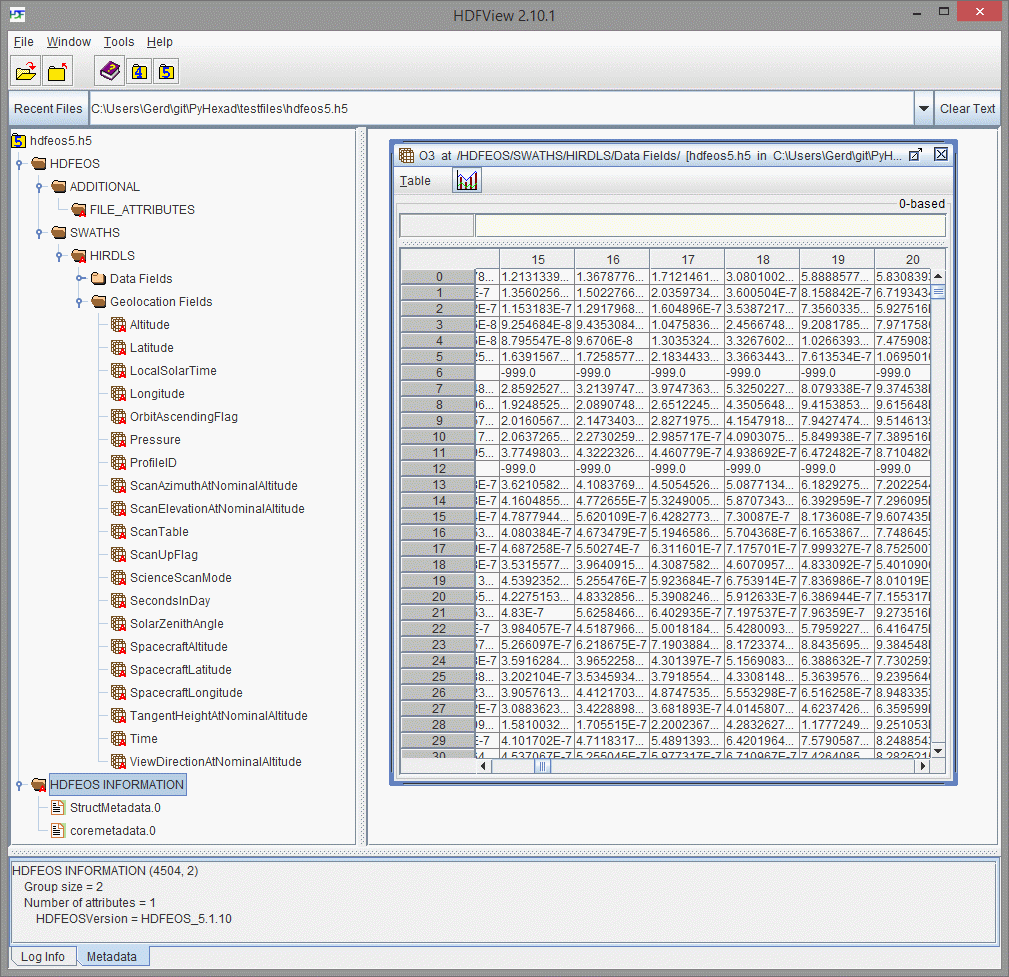 HDFView 2.10.1
File Window Tools Help
4 5
Recent Files C:\Users\Gerd\git\PyHexad\testfiles\hdfeos5.h5 Clear Text
5 hdfeos5.h5
HDFEOS
ADDITIONAL
FILE_ATTRIBUTES
SWATHS
HIRDLS
Data Fields
Geolocation Fields
Altitude
Latitude
LocalSolarTime
Longitude
OrbitAscendingFlag
Pressure
ProfileID
ScanAzimuthAtNominalAltitude
ScanElevationAtNominalAltitude
ScanTable
ScanUpFlag
ScienceScanMode
SecondsInDay
SolarZenithAngle
SpacecraftAltitude
SpacecraftLatitude
SpacecraftLongitude
TangentHeightAtNominalAltitude
Time
ViewDirectionAtNominalAltitude
HDFEOS INFORMATION
StructMetadata.0
coremetadata.0
O3 at /HDFEOS/SWATHS/HIRDLS/Data Fields/ [hdfeos5.h5 in C:\Users\Gerd\git\PyH...
Table
0-based
15 16 17 18 19 20
0 78... 1.2131339... 1.3678776... 1.7121461... 3.0801002... 5.8888577... 5.830839
1 E-7 1.3560256... 1.5022766... 2.0359734... 3.600504E-7 8.158842E-7 6.719343
2 2E-7 1.153183E-7 1.2917968... 1.604896E-7 3.5387217... 7.3560335... 5.927516
3 6E-8 9.254684E-8 9.4353084... 1.0475836... 2.4566748... 9.2081785... 7.971758
4 6E-8 8.795547E-8 9.6706E-8 1.3035324... 3.3267602... 1.0266393... 7.475908
5 25... 1.6391567... 1.7258577... 2.1834433... 3.3663443... 7.613534E-7 1.069501
6 -999.0 -999.0 -999.0 -999.0 -999.0 -999.0
7 48... 2.8592527... 3.2139747... 3.9747363... 5.3250227... 8.079338E-7 9.374538
8 06... 1.9248525... 2.0890748... 2.6512245... 4.3505648... 9.4153853... 9.615648
9 57... 2.0160567... 2.1473403... 2.8271975... 4.1547918... 7.9427474... 9.514613
10 7... 2.0637265... 2.2730259... 2.985717E-7 4.0903075... 5.849938E-7 7.389516
11 95... 3.7749803... 4.3222326... 4.460779E-7 4.938692E-7 6.472482E-7 8.710482
12 -999.0 -999.0 -999.0 -999.0 -999.0 -999.0
13 3E-7 3.6210582... 4.1083769... 4.5054526... 5.0877134... 6.1829275... 7.202254
14 3E-7 4.1604855... 4.772655E-7 5.3249005... 5.8707343... 6.392959E-7 7.296095
15 4E-7 4.7877944... 5.620109E-7 6.4282773... 7.30087E-7 8.173608E-7 9.607435
16 53... 4.080384E-7 4.673479E-7 5.1946586... 5.704368E-7 6.1653867... 7.748645
17 0E-7 4.687258E-7 5.50274E-7 6.311601E-7 7.175701E-7 7.999327E-7 8.752500
18 3E-7 3.5315577... 3.9640915... 4.3087582... 4.6070957... 4.833092E-7 5.401090
19 3... 4.5392352... 5.255476E-7 5.923684E-7 6.753914E-7 7.836986E-7 8.01019E-
20 65... 4.2275153... 4.8332856... 5.3908246... 5.912633E-7 6.386944E-7 7.155317
21 53... 4.83E-7 5.6258466... 6.402935E-7 7.197537E-7 7.96359E-7 9.273516
22 E-7 3.984057E-7 4.5187966... 5.0018184... 5.4280093... 5.7959227... 6.416475
23 67... 5.266097E-7 6.218675E-7 7.1903884... 8.1723374... 8.8435695... 9.384548
24 3E-7 3.5916284... 3.9652258... 4.301397E-7 5.1569083... 6.388632E-7 7.730259
25 38... 3.202104E-7 3.5345934... 3.7918554... 4.3308148... 5.3639576... 9.239564
26 23... 3.9057613... 4.4121703... 4.8747535... 5.553298E-7 6.516258E-7 8.948335
27 2E-7 3.0883623... 3.4228898... 3.681893E-7 4.0145807... 4.6237426... 6.359599
28 09... 1.5810032... 1.705515E-7 2.2002367... 4.2832627... 1.1777249... 9.251053
29 E-7 4.101702E-7 4.7118317... 5.4891393... 6.4201964... 7.5790587... 8.248854
30 54... 4.537067E-7 5.255045E-7 5.977317E-7 6.710967E-7 7.4264085... 8.282521
HDFEOS INFORMATION (4504, 2)
Group size = 2
Number of attributes = 1
HDFEOSVersion = HDFEOS_5.1.10
Log Info Metadata